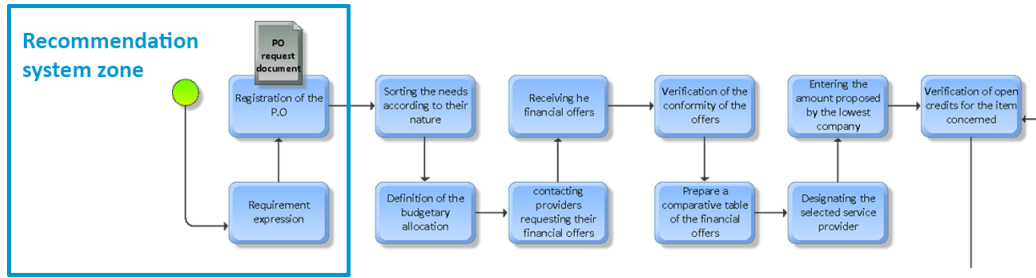 Recommendation
system zone
PO
request
document
Registration of the
P.O
Requirement
expression
Sorting the needs
according to their
nature
Definition of the
budgetary
allocation
Receiving he
financial offers
contacting
providers
requesting their
financial offers
Verification of the
conformity of the
offers
Prepare a
comparative table
of the financial
offers
Entering the
amount proposed
by the lowest
company
Designating the
selected service
provider
Verification of open
credits for the item
concerned